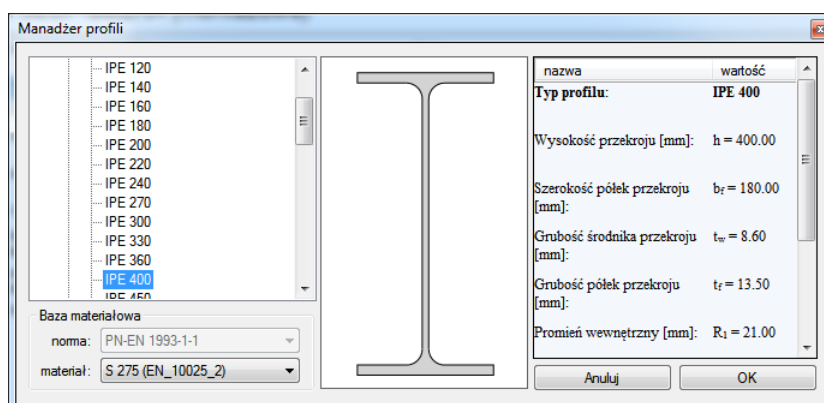 Manadżer profili
IPE 120
IPE 140
IPE 160
IPE 180
IPE 200
IPE 220
IPE 240
IPE 270
IPE 300
IPE 330
IPE 360
IPE 400
IPE 450
Baza materiałowa
norma: PN-EN 1993-1-1
materiał: S 275 (EN_10025_2)
nazwa wartość
Typ profilu: IPE 400
Wysokość przekroju [mm]: h = 400.00
Szerokość półek przekroju [mm]: bf = 180.00
Grubość środnika przekroju [mm]: tw = 8.60
Grubość półek przekroju [mm]: tf = 13.50
Promień wewnętrzny [mm]: R1 = 21.00
Anuluj OK